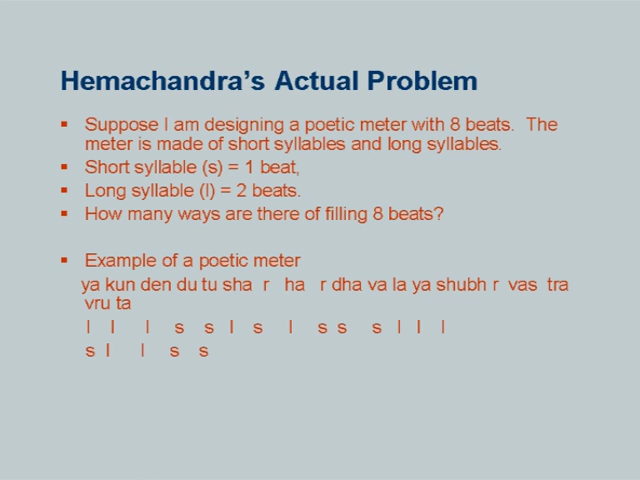 Hemachandra's Actual Problem
▪ Suppose I am designing a poetic meter with 8 beats. The
meter is made of short syllables and long syllables.
▪ Short syllable (s) = 1 beat,
▪ Long syllable (l) = 2 beats.
▪ How many ways are there of filling 8 beats?
▪ Example of a poetic meter
ya kun den du tu sha r ha r dha va la ya shubh r vas tra
vru ta
l l l s s l s l s s s l l l
s l l s s